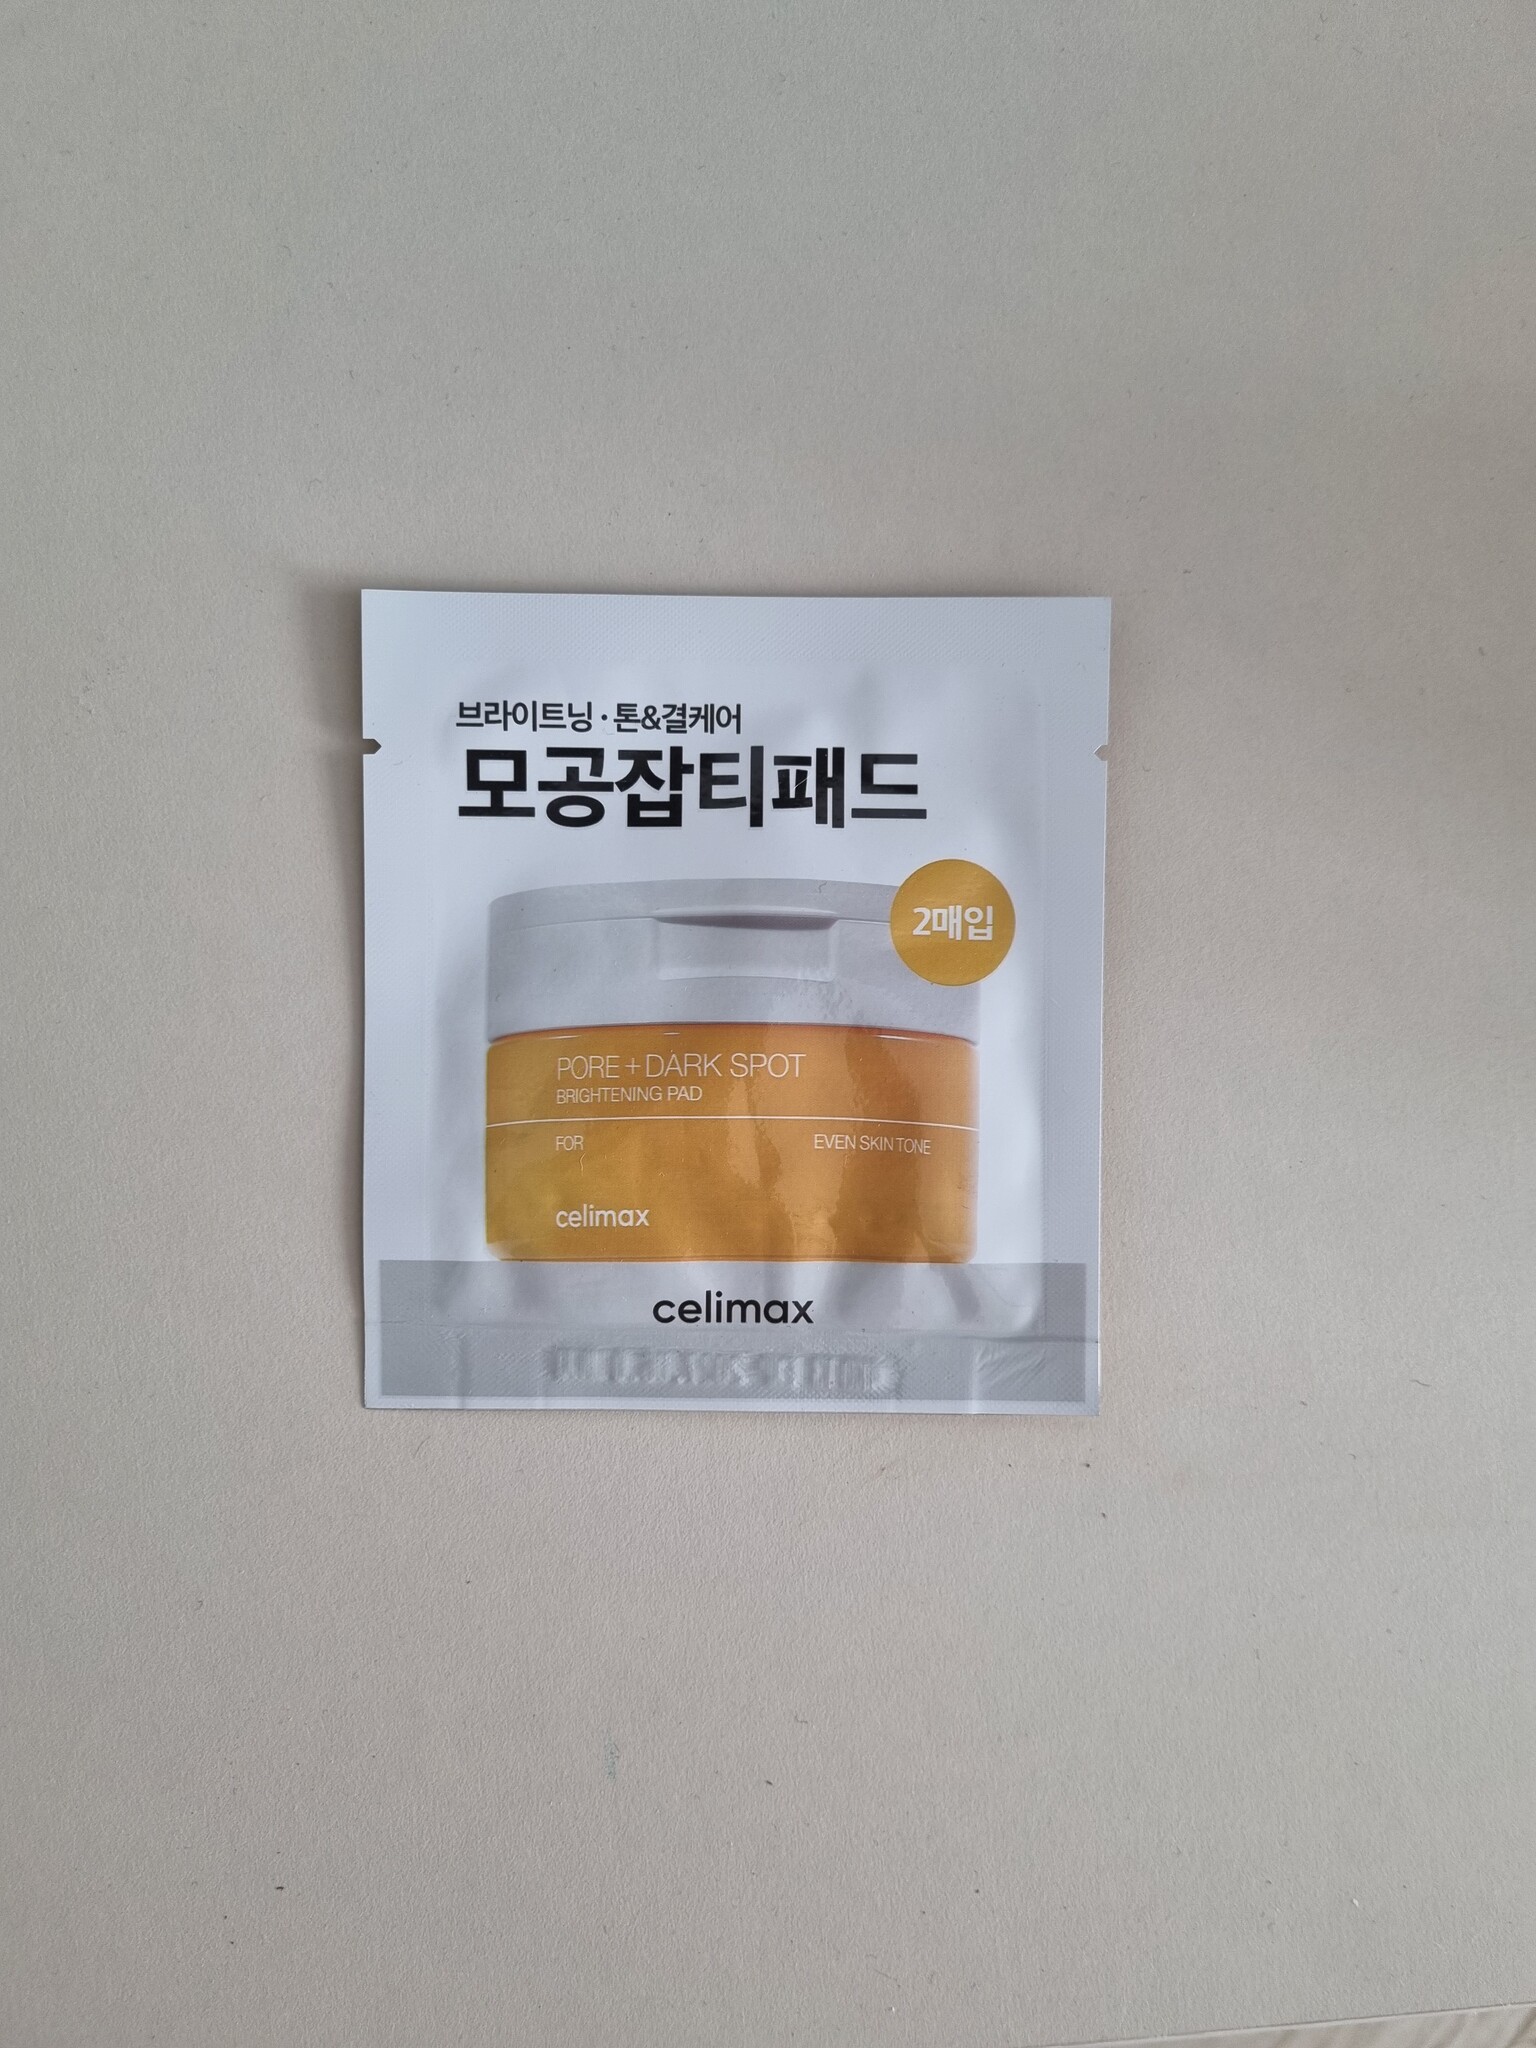 브라이트닝·톤&결케어
모공잡티패드
2매입
PORE + DARK SPOT
BRIGHTENING PAD
FOR EVEN SKIN TONE
celimax
celimax